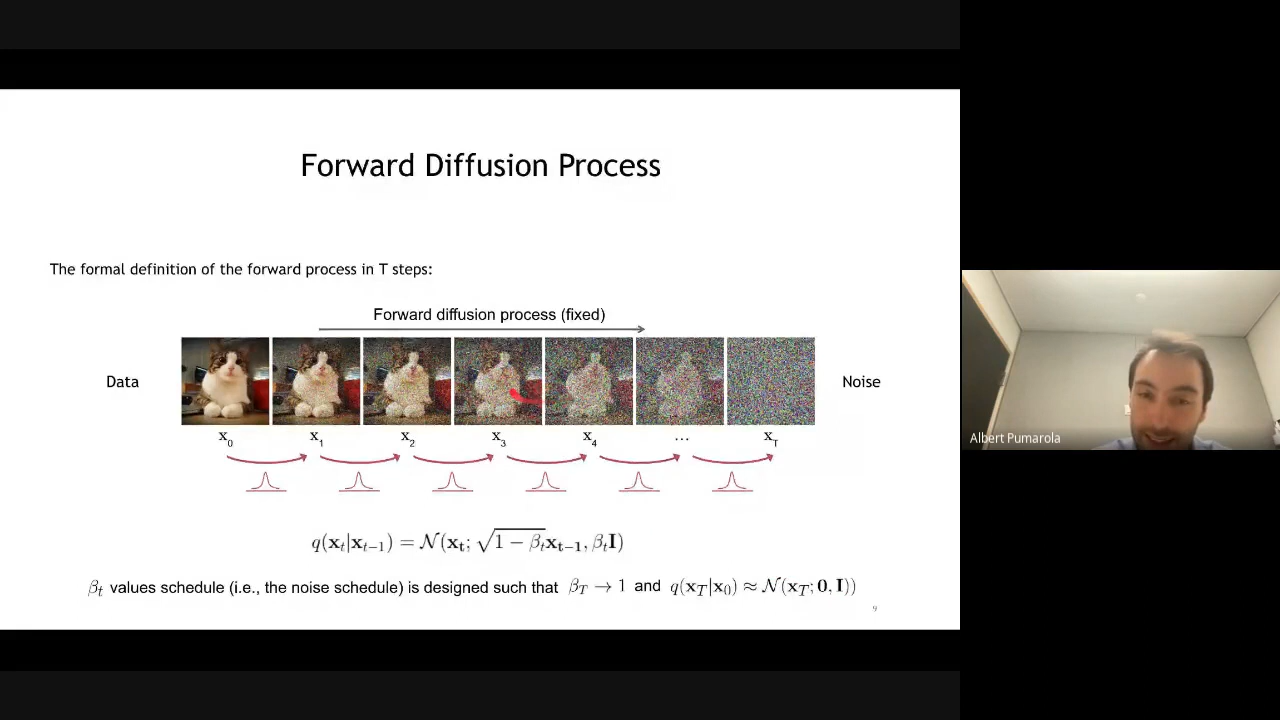 Forward Diffusion Process
The formal definition of the forward process in T steps:
Forward diffusion process (fixed)
Data
Noise
x₀ x₁ x₂ x₃ x₄ … x_T
q(x_t|x_{t−1}) = 𝒩(x_t; √(1 − β_t)x_{t−1}, β_tI)
β_t values schedule (i.e., the noise schedule) is designed such that β_T → 1 and q(x_T|x₀) ≈ 𝒩(x_T; 0, I))
9
Albert Pumarola